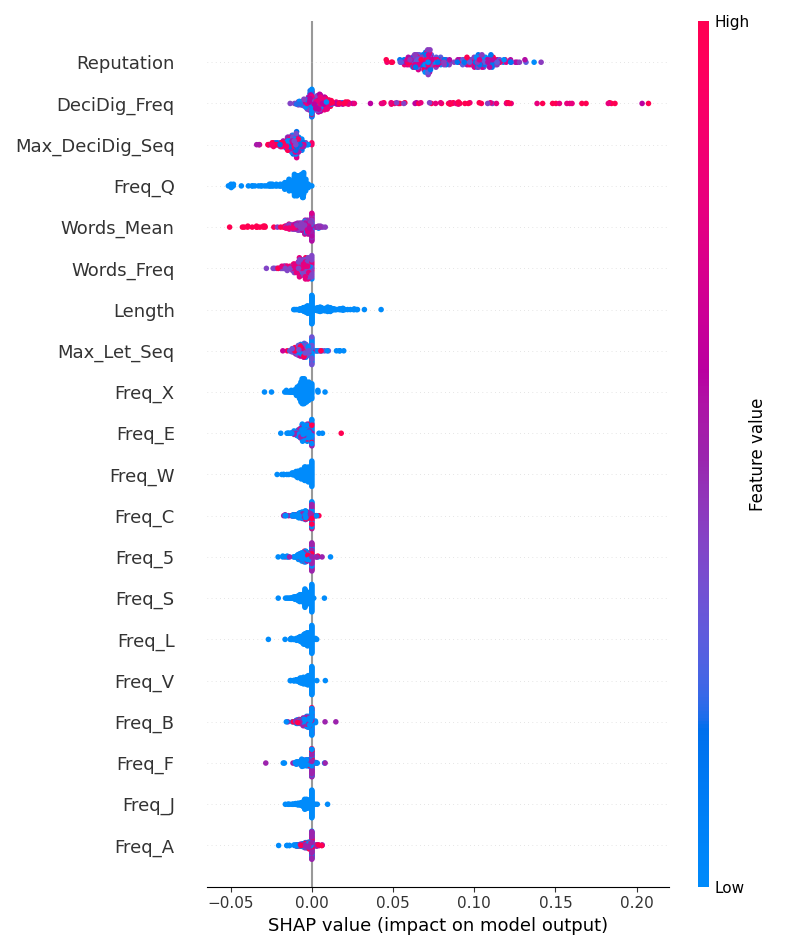 High
Reputation
DeciDig_Freq
Max_DeciDig_Seq
Freq_Q
Words_Mean
Words_Freq
Length
Max_Let_Seq
Freq_X
Freq_E
Freq_W
Freq_C
Freq_5
Freq_S
Freq_L
Freq_V
Freq_B
Freq_F
Freq_J
Freq_A
Feature value
Low
−0.05 0.00 0.05 0.10 0.15 0.20
SHAP value (impact on model output)